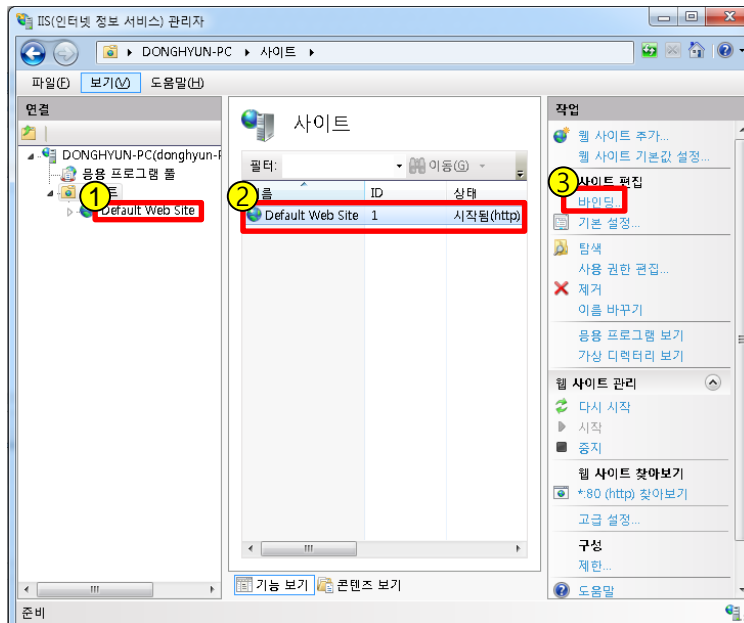 IIS(인터넷 정보 서비스) 관리자
DONGHYUN-PC ▸ 사이트 ▸
파일(F) 보기(V) 도움말(H)
연결
DONGHYUN-PC(donghyun-F
응용 프로그램 풀
1
Default Web Site
사이트
필터: 이동(G)
2
ID 상태
Default Web Site 1 시작됨(http)
기능 보기 콘텐츠 보기
작업
웹 사이트 추가...
웹 사이트 기본값 설정...
3
사이트 편집
바인딩...
기본 설정...
탐색
사용 권한 편집...
제거
이름 바꾸기
응용 프로그램 보기
가상 디렉터리 보기
웹 사이트 관리
다시 시작
시작
중지
웹 사이트 찾아보기
*:80 (http) 찾아보기
고급 설정...
구성
제한...
도움말
준비